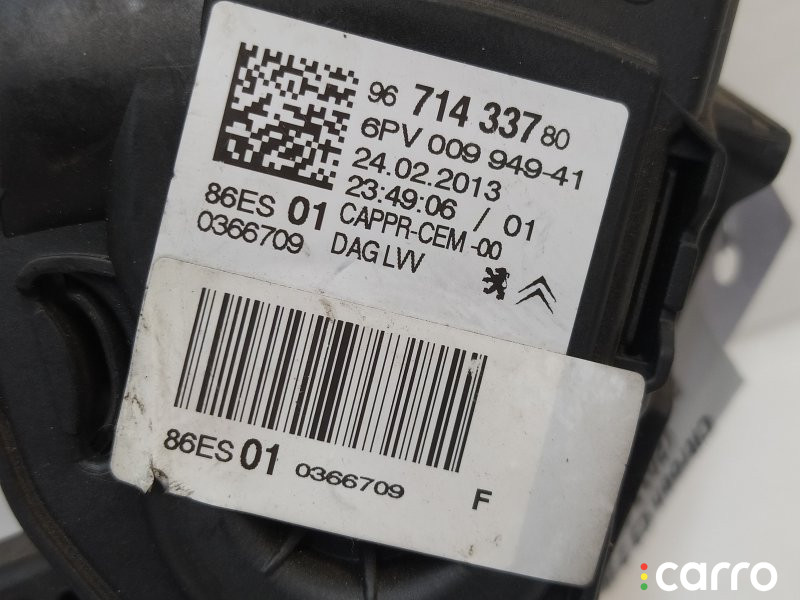 96 714 337 80
6PV 009 949-41
24.02.2013
23:49:06 / 01
86ES 01 CAPPR-CEM -00
0366709 DAG LVV
86ES 01 0366709 F
carro